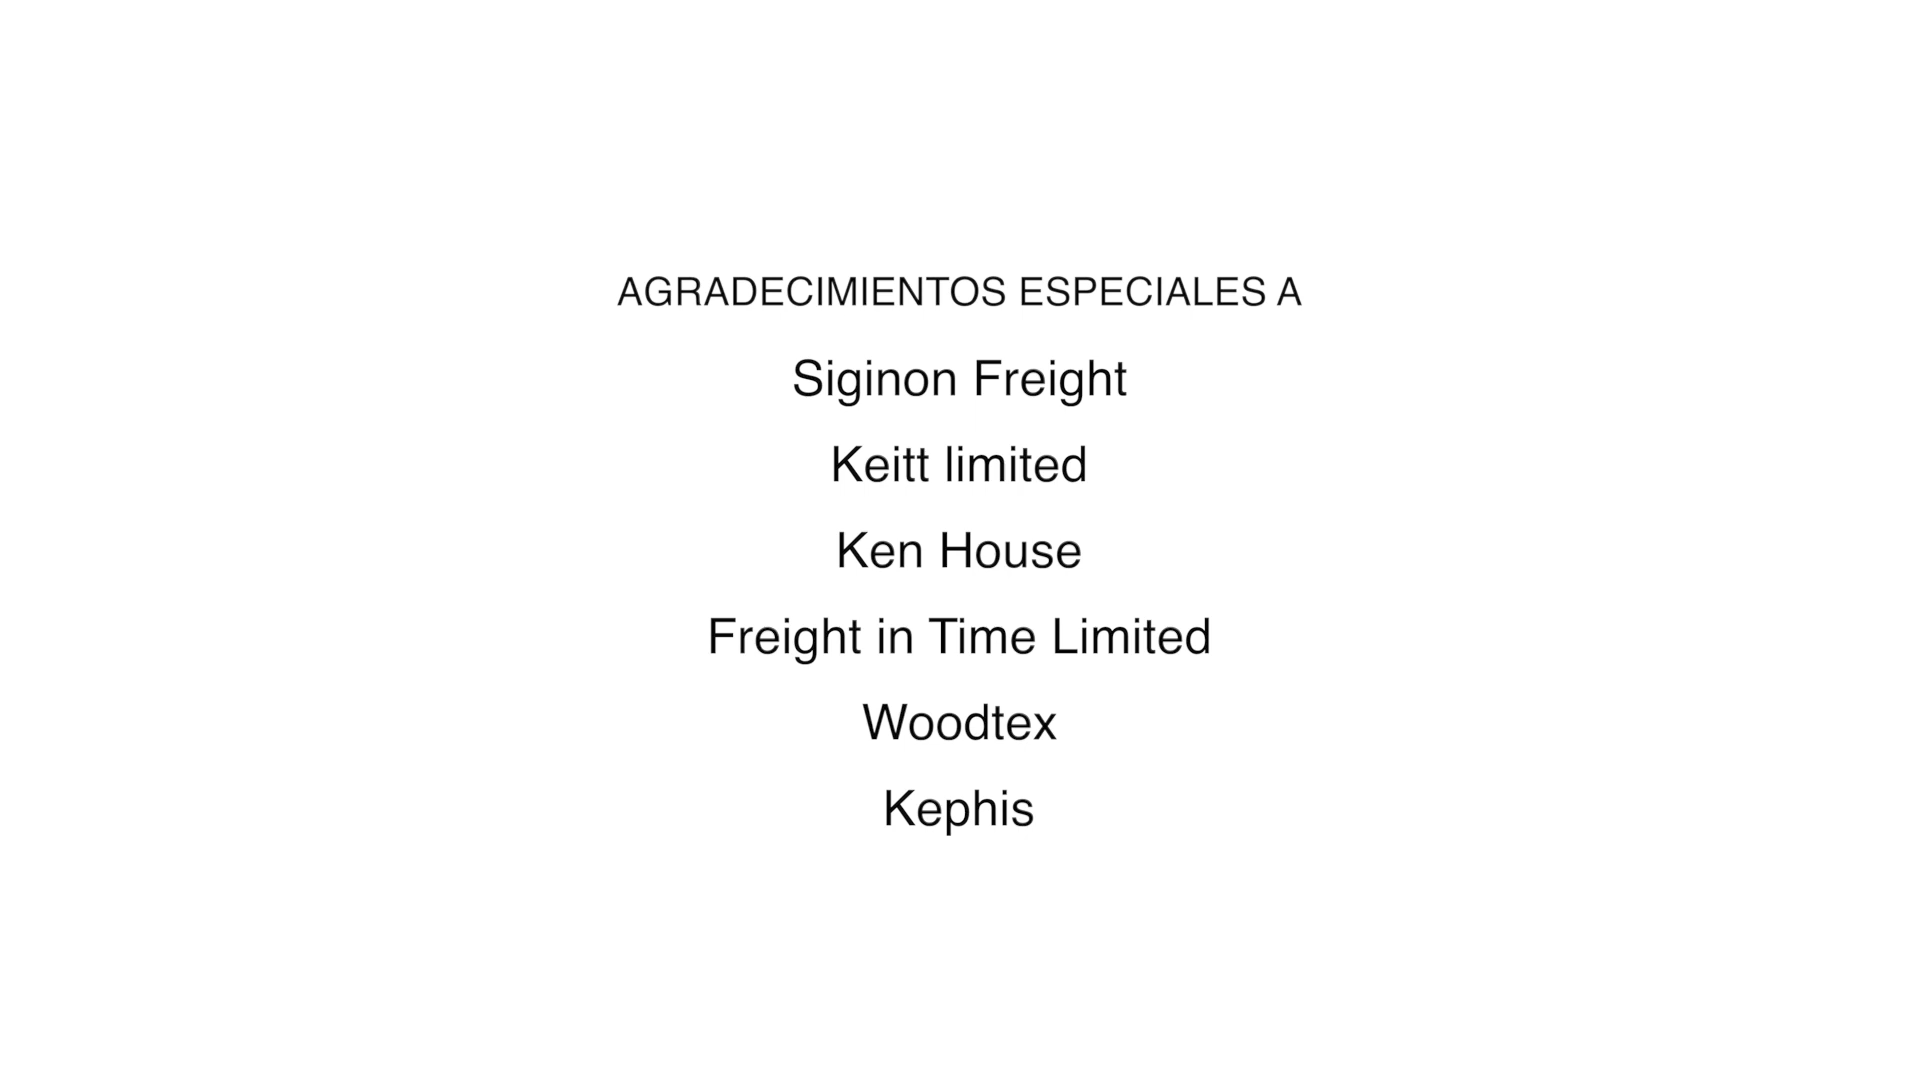 AGRADECIMIENTOS ESPECIALES A
Siginon Freight
Keitt limited
Ken House
Freight in Time Limited
Woodtex
Kephis